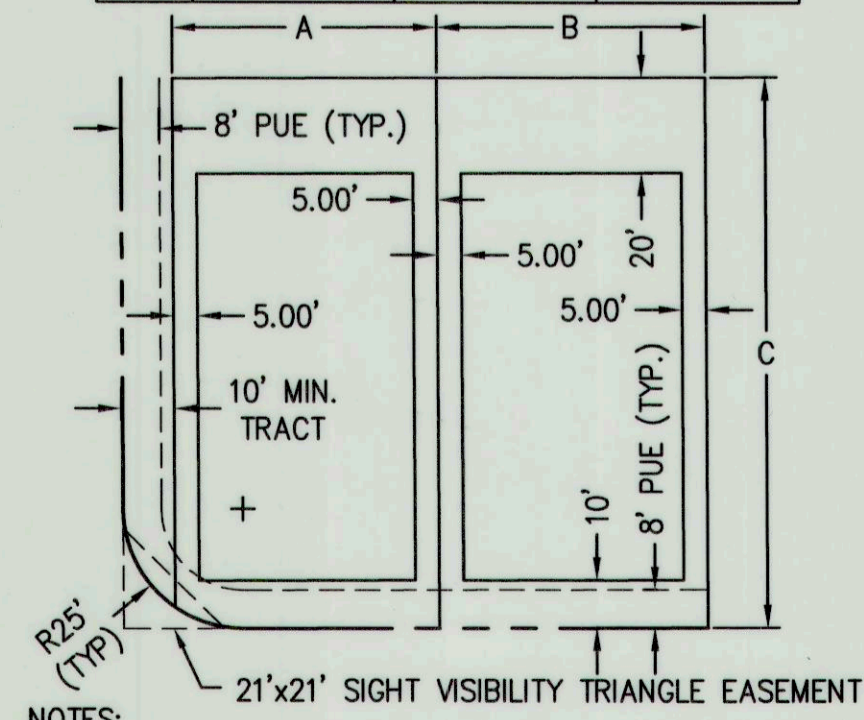 A
B
8' PUE (TYP.)
5.00'
5.00'
20'
5.00'
5.00'
C
10' MIN.
TRACT
8' PUE (TYP.)
10'
R25'
(TYP)
21'x21' SIGHT VISIBILITY TRIANGLE EASEMENT
NOTES: